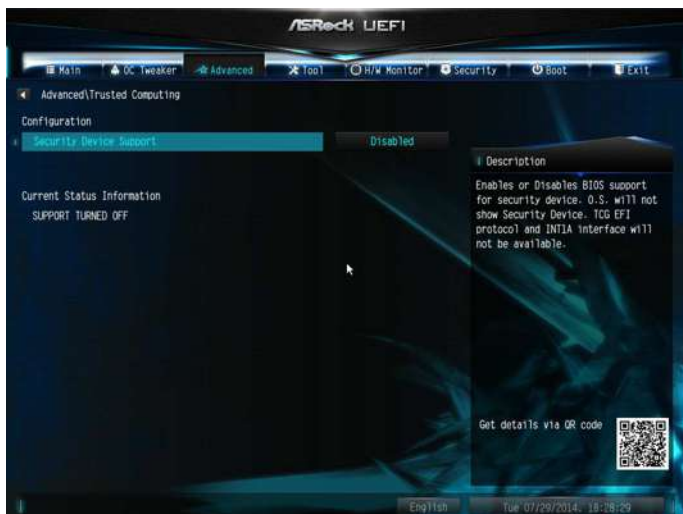 ASRock UEFI
Main OC Tweaker Advanced Tool H/W Monitor Security Boot Exit
Advanced\Trusted Computing
Configuration
Security Device Support Disabled
Current Status Information
SUPPORT TURNED OFF
Description
Enables or Disables BIOS support
for security device. O.S. will not
show Security Device. TCG EFI
protocol and INT1A interface will
not be available.
Get details via QR code
English Tue 07/29/2014. 18:28:29